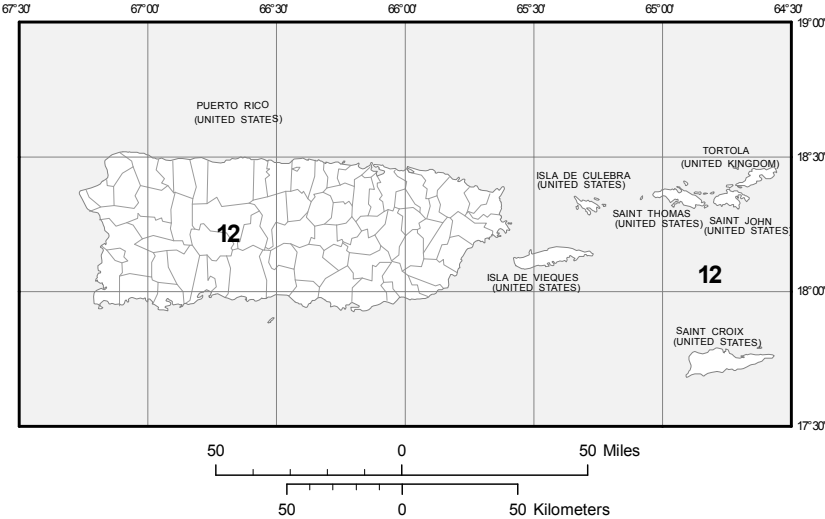 67°30' 67°00' 66°30' 66°00' 65°30' 65°00' 64°30'
19°00'
PUERTO RICO
(UNITED STATES)
18°30'
TORTOLA
(UNITED KINGDOM)
ISLA DE CULEBRA
(UNITED STATES)
SAINT THOMAS
(UNITED STATES)
SAINT JOHN
(UNITED STATES
12
12
ISLA DE VIEQUES
(UNITED STATES)
18°00'
SAINT CROIX
(UNITED STATES)
17°30'
50 0 50 Miles
50 0 50 Kilometers